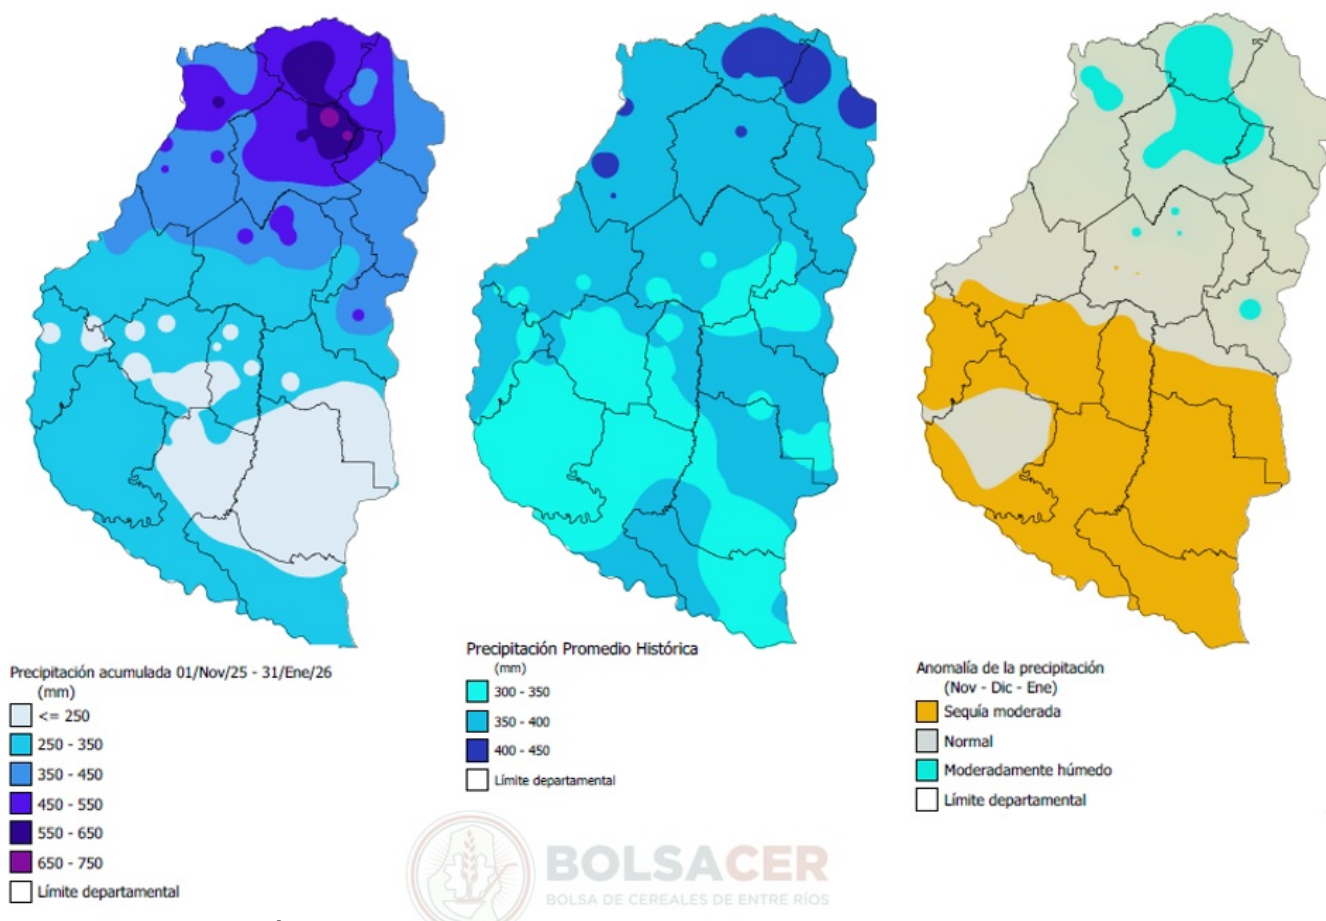 Precipitación acumulada 01/Nov/25 - 31/Ene/26
(mm)
<= 250
250 - 350
350 - 450
450 - 550
550 - 650
650 - 750
Límite departamental
Precipitación Promedio Histórica
(mm)
300 - 350
350 - 400
400 - 450
Límite departamental
Anomalía de la precipitación
(Nov - Dic - Ene)
Sequía moderada
Normal
Moderadamente húmedo
Límite departamental
BOLSACER
BOLSA DE CEREALES DE ENTRE RÍOS